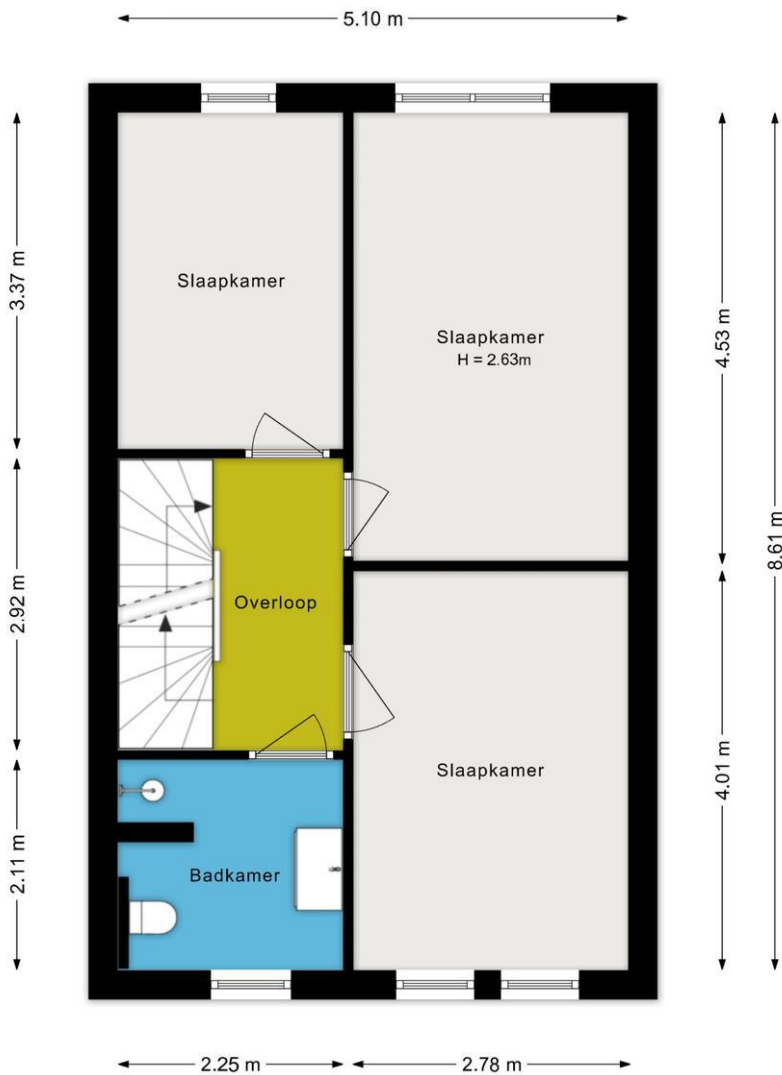 5.10 m
3.37 m
Slaapkamer
Slaapkamer
H = 2.63m
4.53 m
8.61 m
2.92 m
Overloop
Slaapkamer
4.01 m
2.11 m
Badkamer
2.25 m
2.78 m